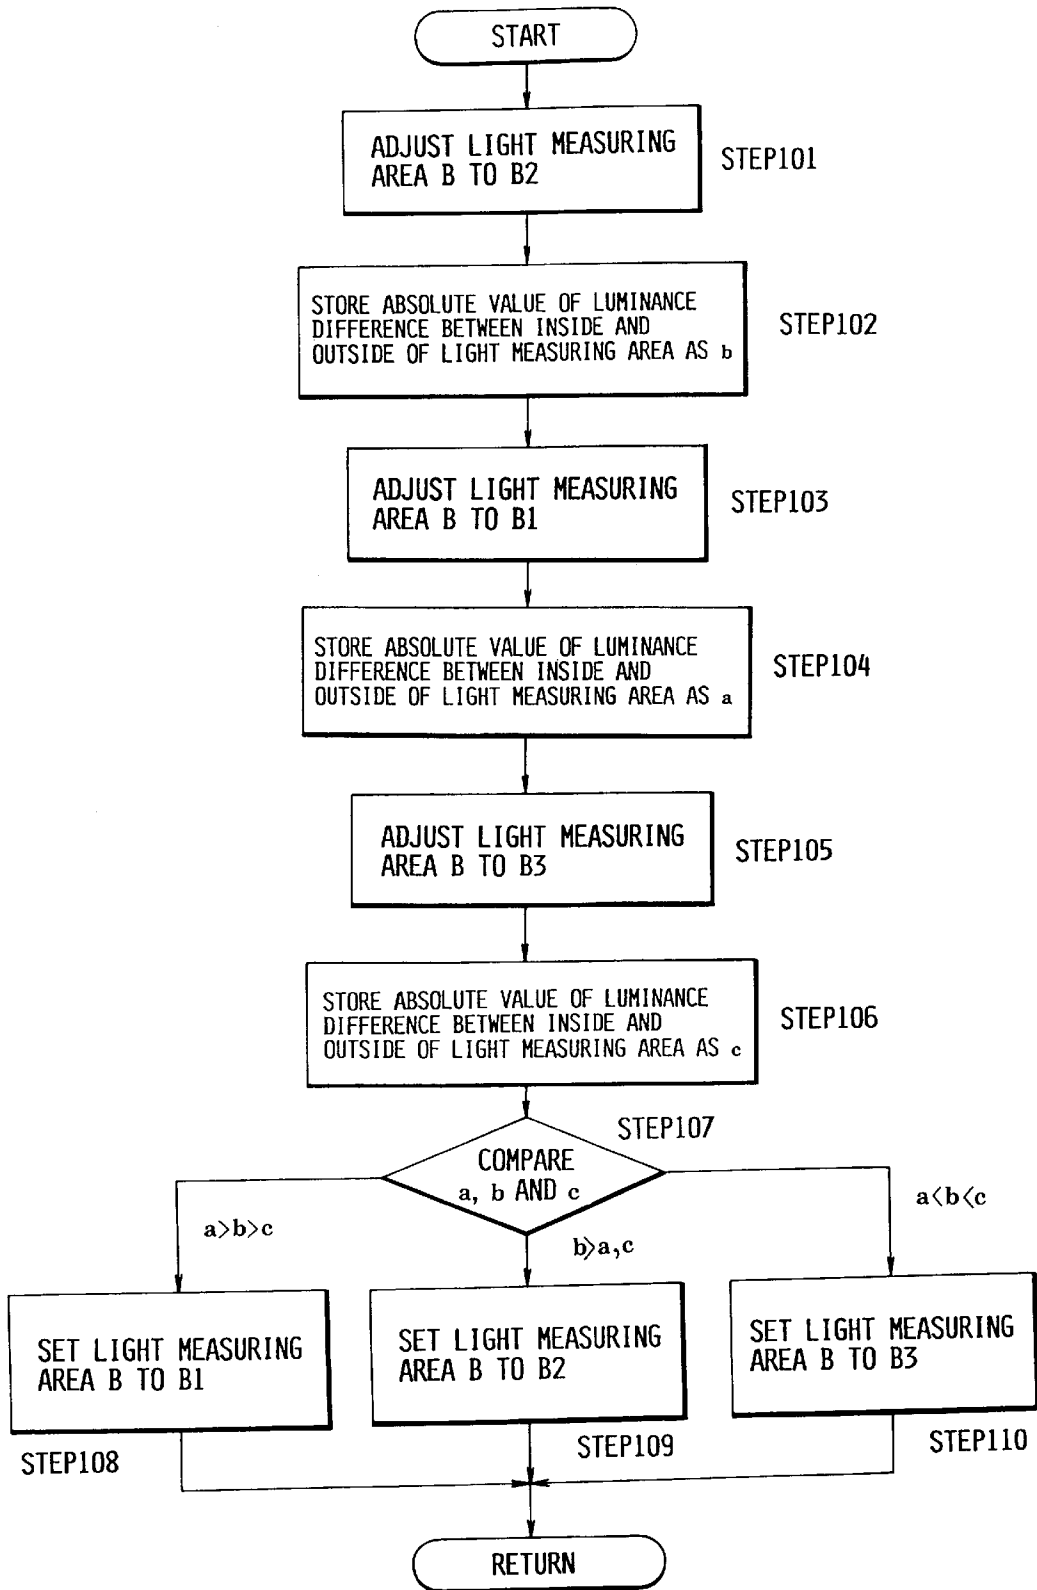 START
ADJUST LIGHT MEASURING
AREA B TO B2
STEP101
STORE ABSOLUTE VALUE OF LUMINANCE
DIFFERENCE BETWEEN INSIDE AND
OUTSIDE OF LIGHT MEASURING AREA AS b
STEP102
ADJUST LIGHT MEASURING
AREA B TO B1
STEP103
STORE ABSOLUTE VALUE OF LUMINANCE
DIFFERENCE BETWEEN INSIDE AND
OUTSIDE OF LIGHT MEASURING AREA AS a
STEP104
ADJUST LIGHT MEASURING
AREA B TO B3
STEP105
STORE ABSOLUTE VALUE OF LUMINANCE
DIFFERENCE BETWEEN INSIDE AND
OUTSIDE OF LIGHT MEASURING AREA AS c
STEP106
STEP107
COMPARE
a, b AND c
a>b>c
b>a,c
a<b<c
SET LIGHT MEASURING
AREA B TO B1
STEP108
SET LIGHT MEASURING
AREA B TO B2
STEP109
SET LIGHT MEASURING
AREA B TO B3
STEP110
RETURN